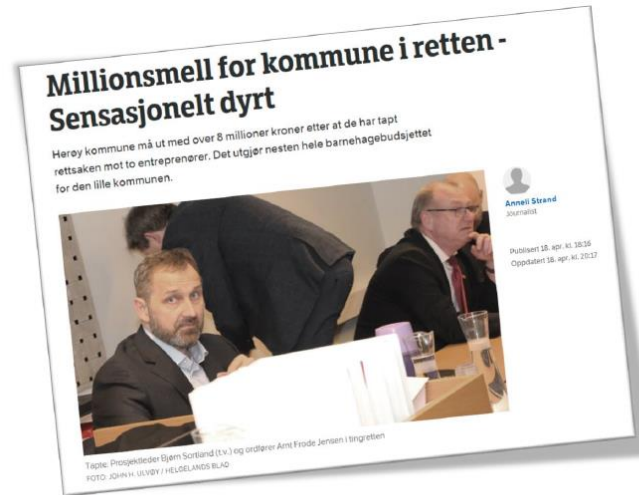 Millionsmell for kommune i retten -
Sensasjonelt dyrt
Herøy kommune må ut med over 8 millioner kroner etter at de har tapt
rettsaken mot to entreprenører. Det utgjør nesten hele barnehagebudsjettet
for den lille kommunen.
Anneli Strand
Journalist
Publisert 18. apr. kl. 18:16
Oppdatert 18. apr. kl. 20:17
Tapte: Prosjektleder Bjørn Sortland (t.v.) og ordfører Arnt Frode Jensen i tingretten
FOTO: JOHN H. ULVØY / HELGELANDS BLAD